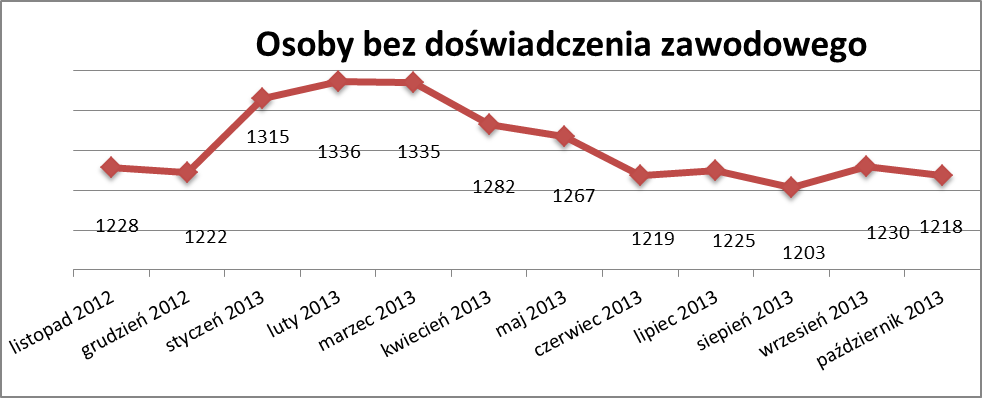 Osoby bez doświadczenia zawodowego
1228
1222
1315
1336
1335
1282
1267
1219
1225
1203
1230
1218
listopad 2012
grudzień 2012
styczeń 2013
luty 2013
marzec 2013
kwiecień 2013
maj 2013
czerwiec 2013
lipiec 2013
siepień 2013
wrzesień 2013
październik 2013